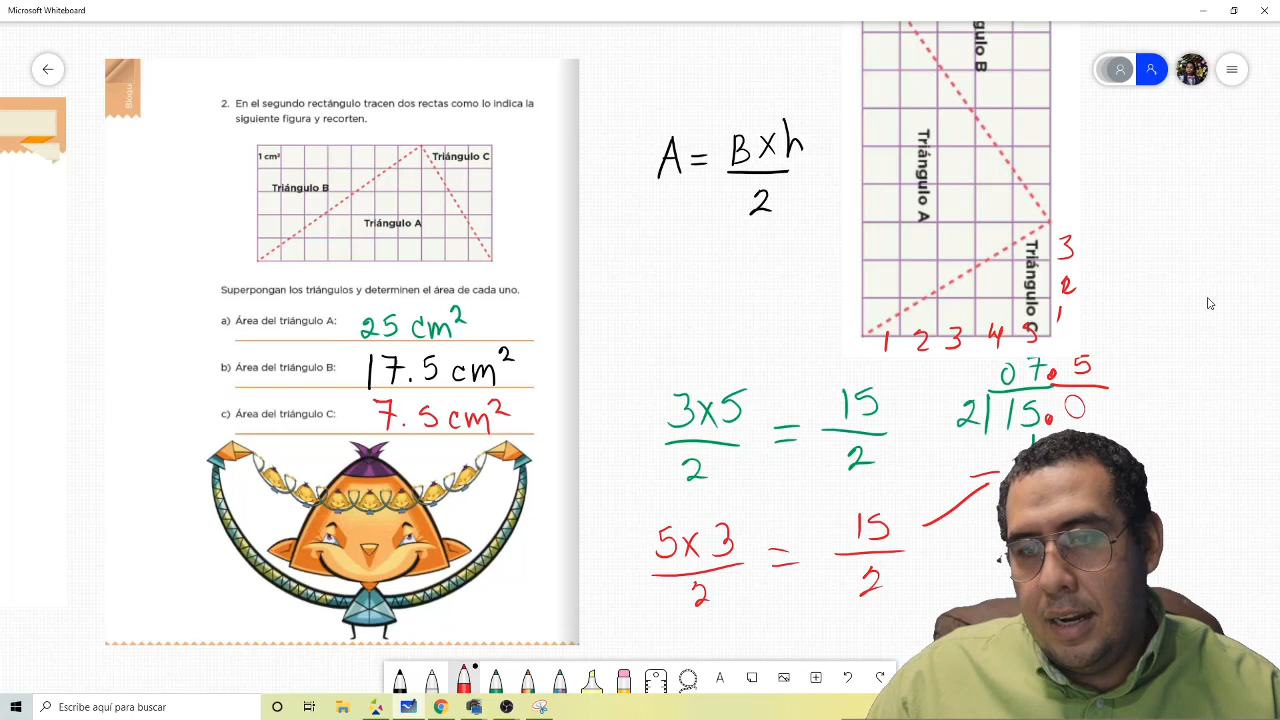 Microsoft Whiteboard
Bloqu
2. En el segundo rectángulo tracen dos rectas como lo indica la
siguiente figura y recorten.
1 cm²
Triángulo C
Triángulo B
Triángulo A
Superpongan los triángulos y determinen el área de cada uno.
a) Área del triángulo A: 25 cm²
b) Área del triángulo B: 17.5 cm²
c) Área del triángulo C: 7.5 cm²
A = B x h
2
gulo B
Triángulo A
Triángulo C
3
2
1
1 2 3 4 5
07.5
2 15.0
3x5 = 15
2 2
5x3 = 15
2 2
=
A
Escribe aquí para buscar